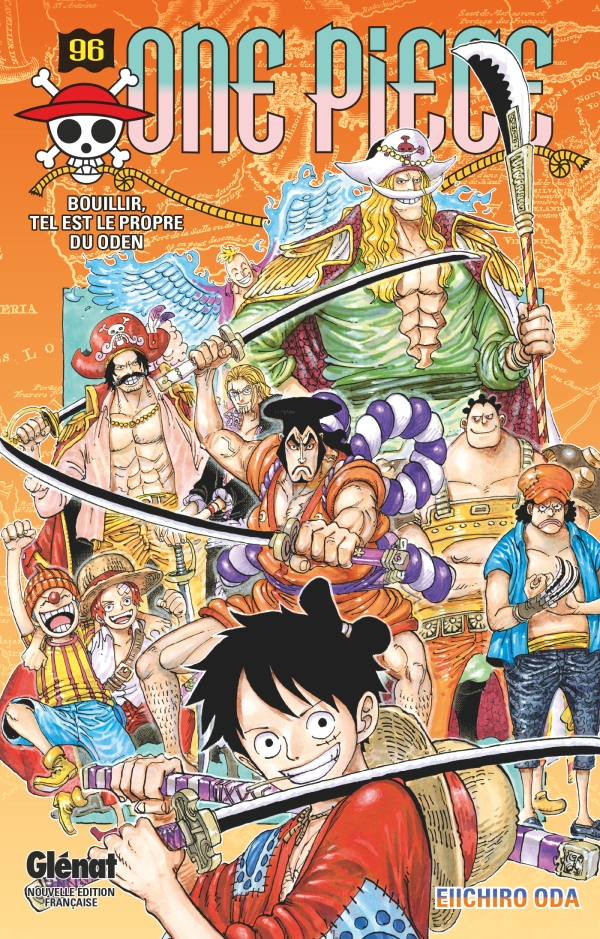 96
ONE PIECE
BOUILLIR,
TEL EST LE PROPRE
DU ODEN
Glénat
NOUVELLE EDITION
FRANÇAISE
EIICHIRO ODA